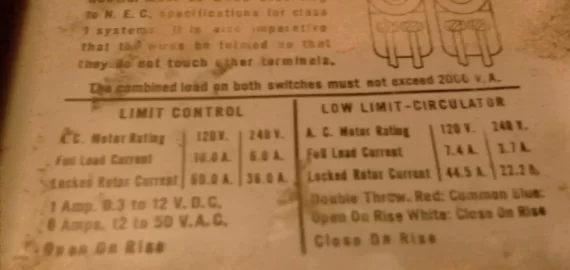 to N. E. C. specifications for class
1 systems. It is also imperative
that the wires be formed so that
they do not touch other terminals.
The combined load on both switches must not exceed 2000 V.A.
LIMIT CONTROL
A.C. Motor Rating 120 V. 240 V.
Full Load Current 10.0 A. 6.0 A.
Locked Rotor Current 60.0 A. 36.0 A.
1 Amp. 0.3 to 12 V. D. C.
8 Amps. 12 to 50 V. A. C.
Open On Rise
LOW LIMIT-CIRCULATOR
A. C. Motor Rating 120 V. 240 V.
Full Load Current 7.4 A. 3.7 A.
Locked Rotor Current 44.5 A. 22.2 A.
Double Throw. Red: Common Blue:
Open On Rise White: Close On Rise
Close On Rise